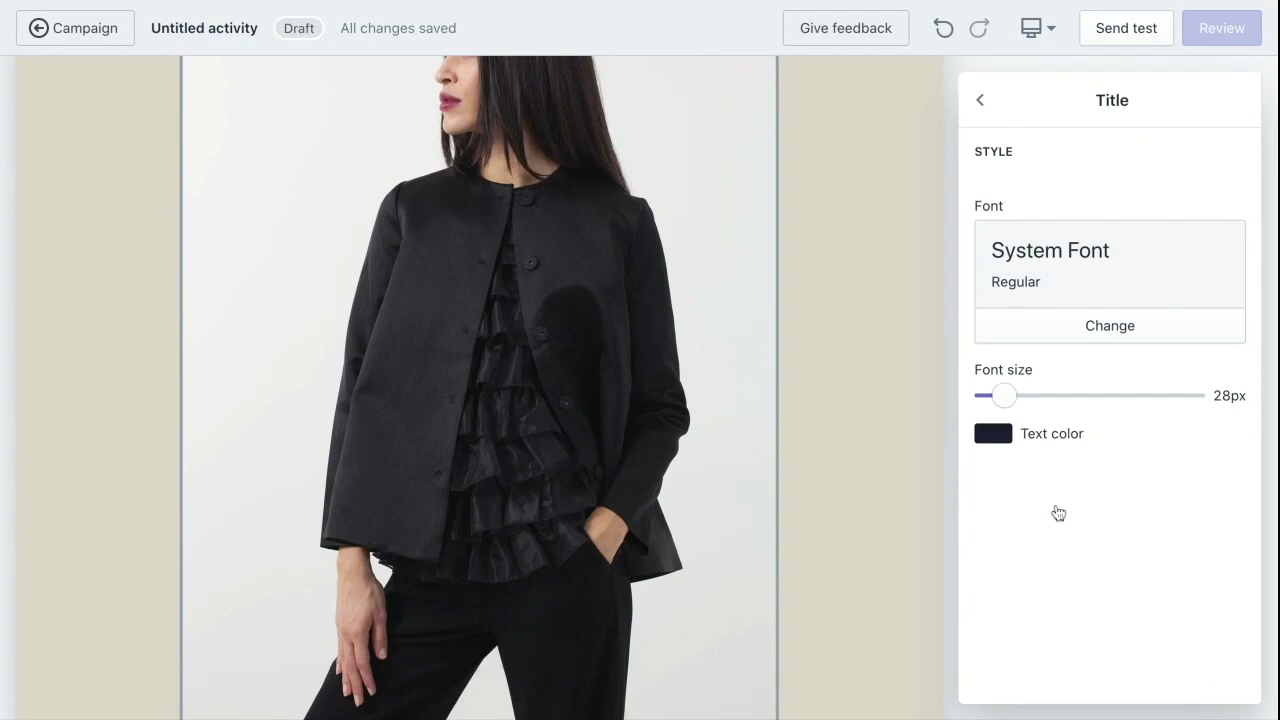 Campaign Untitled activity Draft All changes saved Give feedback Send test Review
Title
STYLE
Font
System Font
Regular
Change
Font size
28px
Text color